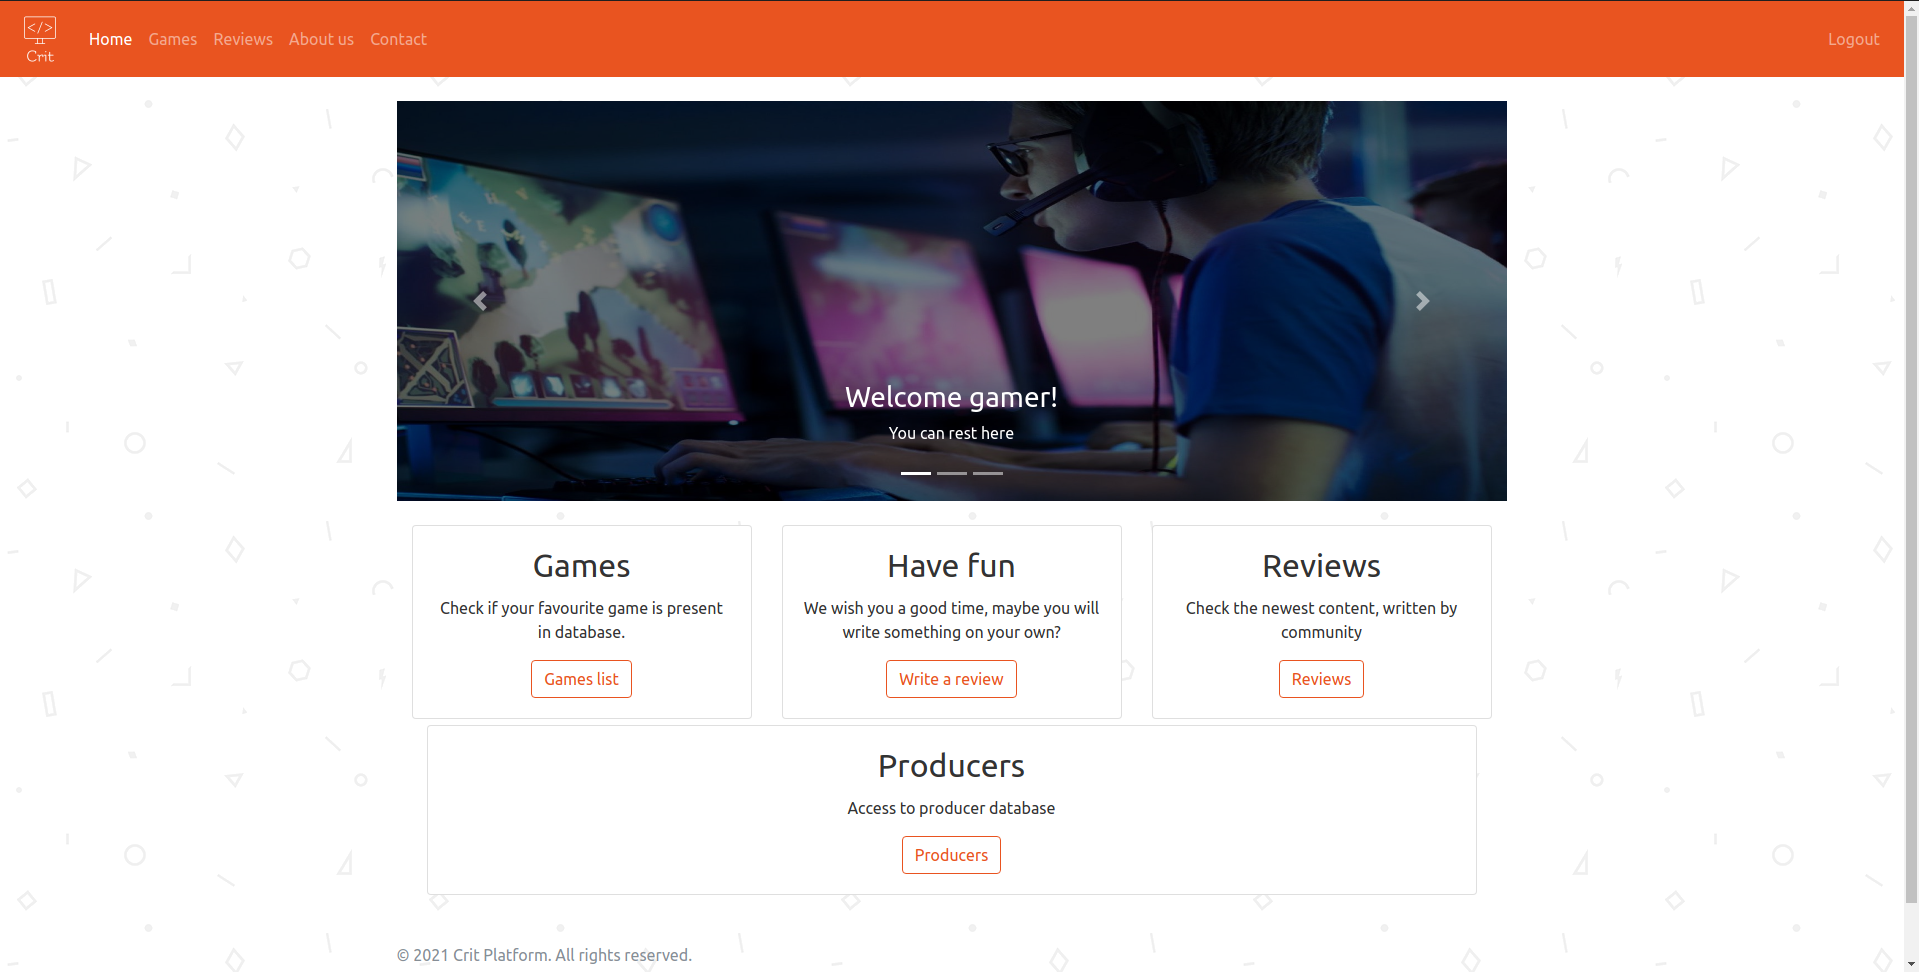 </>
Crit
Home Games Reviews About us Contact Logout
Welcome gamer!
You can rest here
Games
Check if your favourite game is present
in database.
Games list
Have fun
We wish you a good time, maybe you will
write something on your own?
Write a review
Reviews
Check the newest content, written by
community
Reviews
Producers
Access to producer database
Producers
© 2021 Crit Platform. All rights reserved.